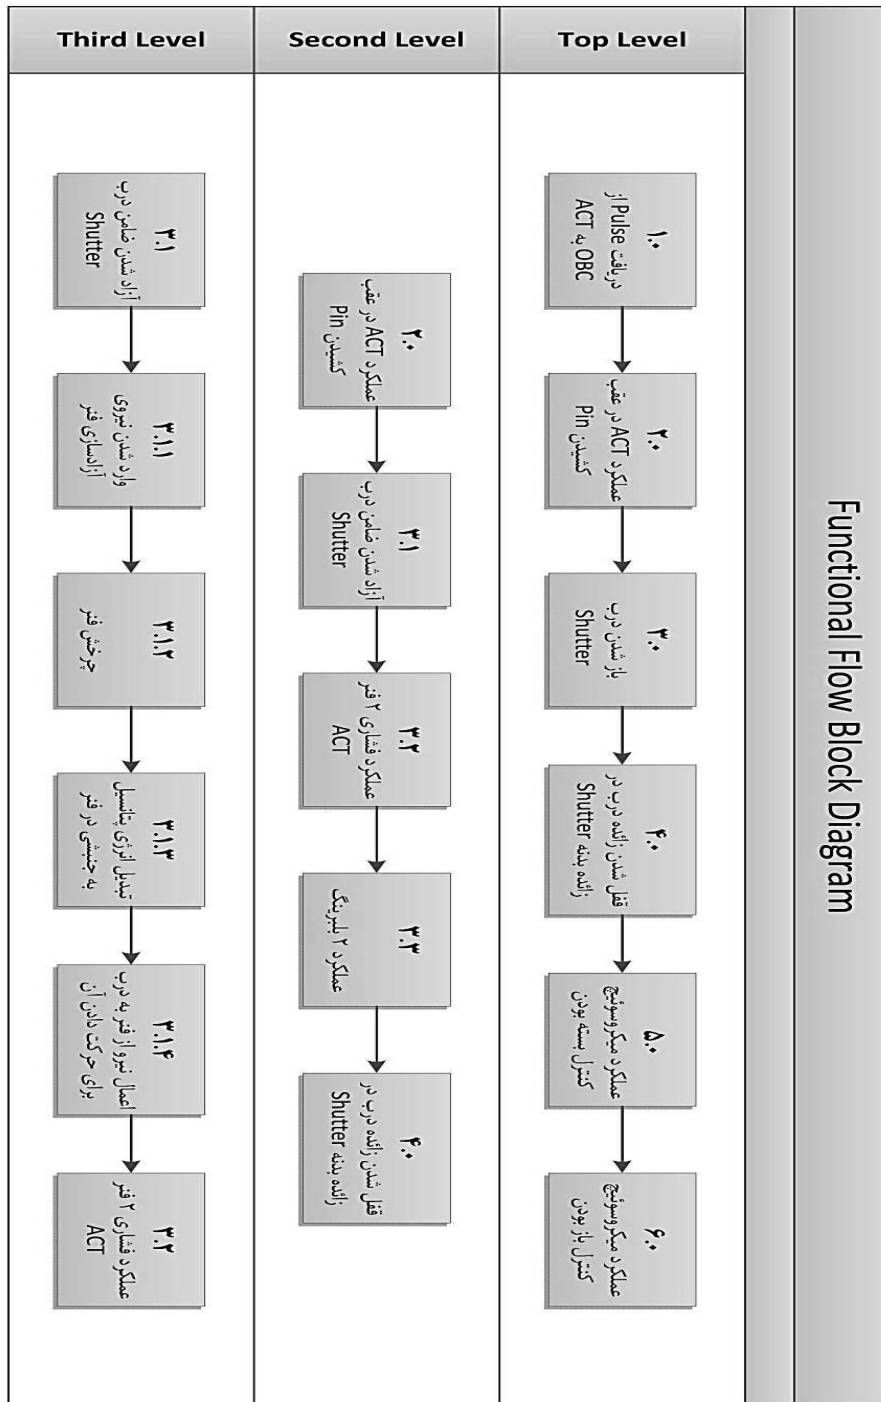 Functional Flow Block Diagram
Top Level
۱.۰
دریافت Pulse از
OBC به ACT
۲.۰
عملکرد ACT در عقب
کشیدن Pin
۳.۰
باز شدن درب
Shutter
۴.۰
قفل شدن زائده درب در
زائده بدنه Shutter
۵.۰
عملکرد میکروسوئیچ
کنترل بسته بودن
۶.۰
عملکرد میکروسوئیچ
کنترل باز بودن
Second Level
۲.۰
عملکرد ACT در عقب
کشیدن Pin
۳.۱
آزاد شدن ضامن درب
Shutter
۳.۲
عملکرد فشاری ۲ فنر
ACT
۳.۳
عملکرد ۲ بلبرینگ
۴.۰
قفل شدن زائده درب در
زائده بدنه Shutter
Third Level
۳.۱
آزاد شدن ضامن درب
Shutter
۳.۱.۱
وارد شدن نیروی
آزادسازی فنر
۳.۱.۲
چرخش فنر
۳.۱.۳
تبدیل انرژی پتانسیل
به جنبشی در فنر
۳.۱.۴
اعمال نیرو از فنر به درب
برای حرکت دادن آن
۳.۲
عملکرد فشاری ۲ فنر
ACT